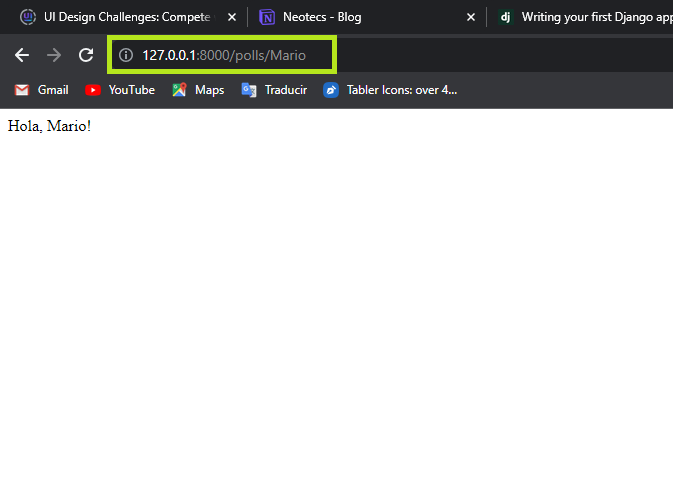 UI Design Challenges: Compete
Neotecs - Blog
Writing your first Django app
127.0.0.1:8000/polls/Mario
Gmail
YouTube
Maps
Traducir
Tabler Icons: over 4...
Hola, Mario!